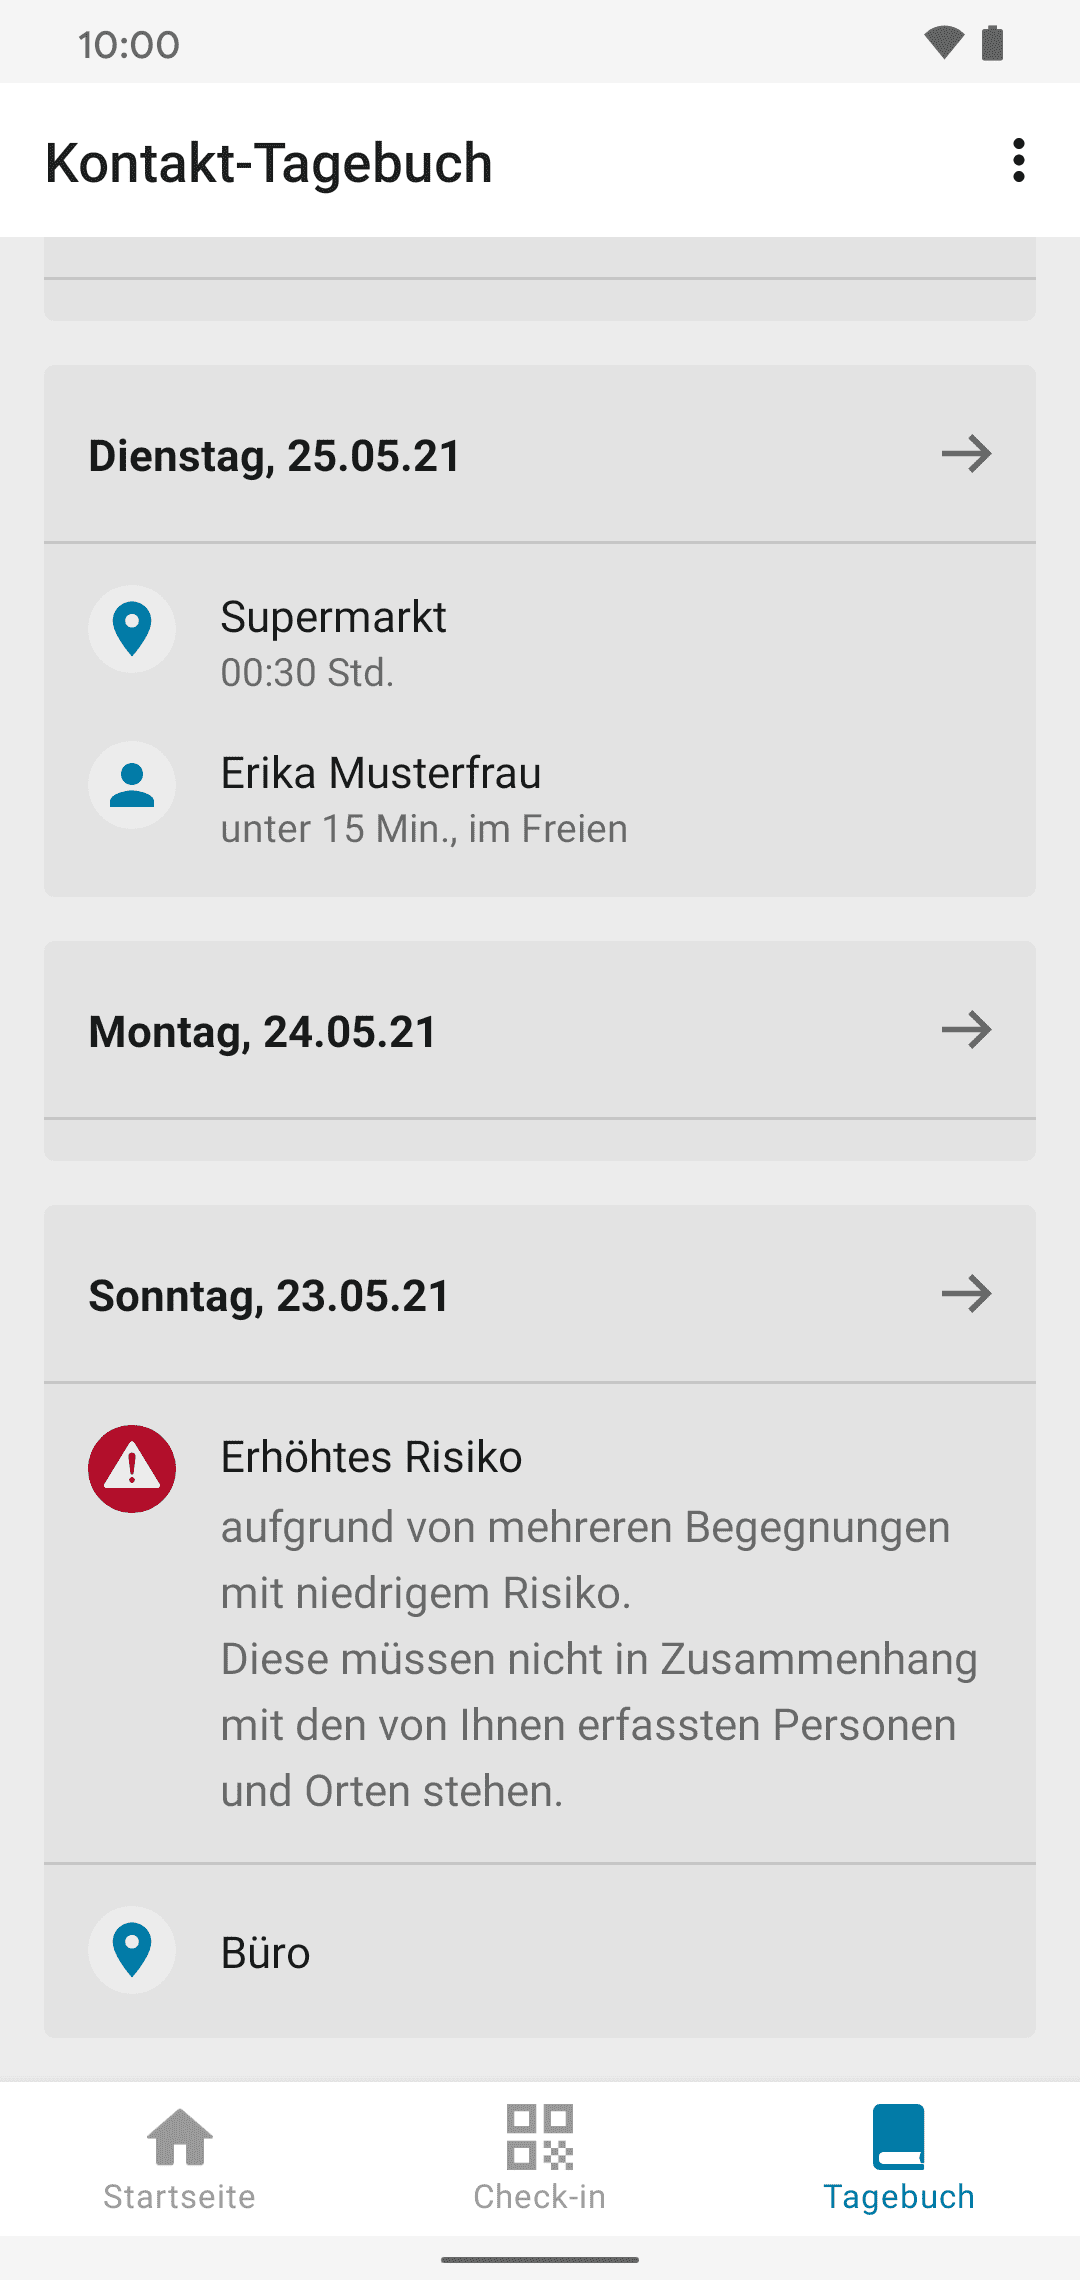 10:00
Kontakt-Tagebuch
Dienstag, 25.05.21
Supermarkt
00:30 Std.
Erika Musterfrau
unter 15 Min., im Freien
Montag, 24.05.21
Sonntag, 23.05.21
Erhöhtes Risiko
aufgrund von mehreren Begegnungen
mit niedrigem Risiko.
Diese müssen nicht in Zusammenhang
mit den von Ihnen erfassten Personen
und Orten stehen.
Büro
Startseite
Check-in
Tagebuch